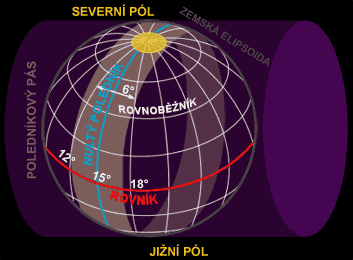 SEVERNÍ PÓL
ZEMSKÁ ELIPSOIDA
POLEDNÍKOVÝ PÁS
NULTÝ POLEDNÍK
6°
ROVNOBĚŽNÍK
12°
15°
18°
ROVNÍK
JIŽNÍ PÓL